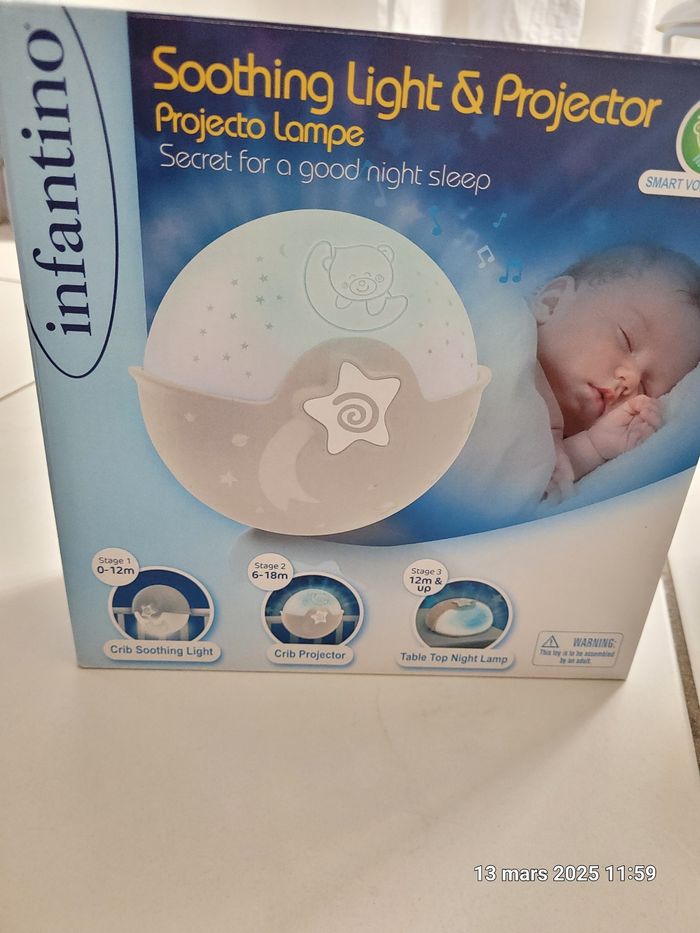 infantino
Soothing Light & Projector
Projecto Lampe
Secret for a good night sleep
SMART VO
Stage 1
0-12m
Crib Soothing Light
Stage 2
6-18m
Crib Projector
Stage 3
12m &
up
Table Top Night Lamp
WARNING:
This toy is to be assembled
by an adult.
13 mars 2025 11:59